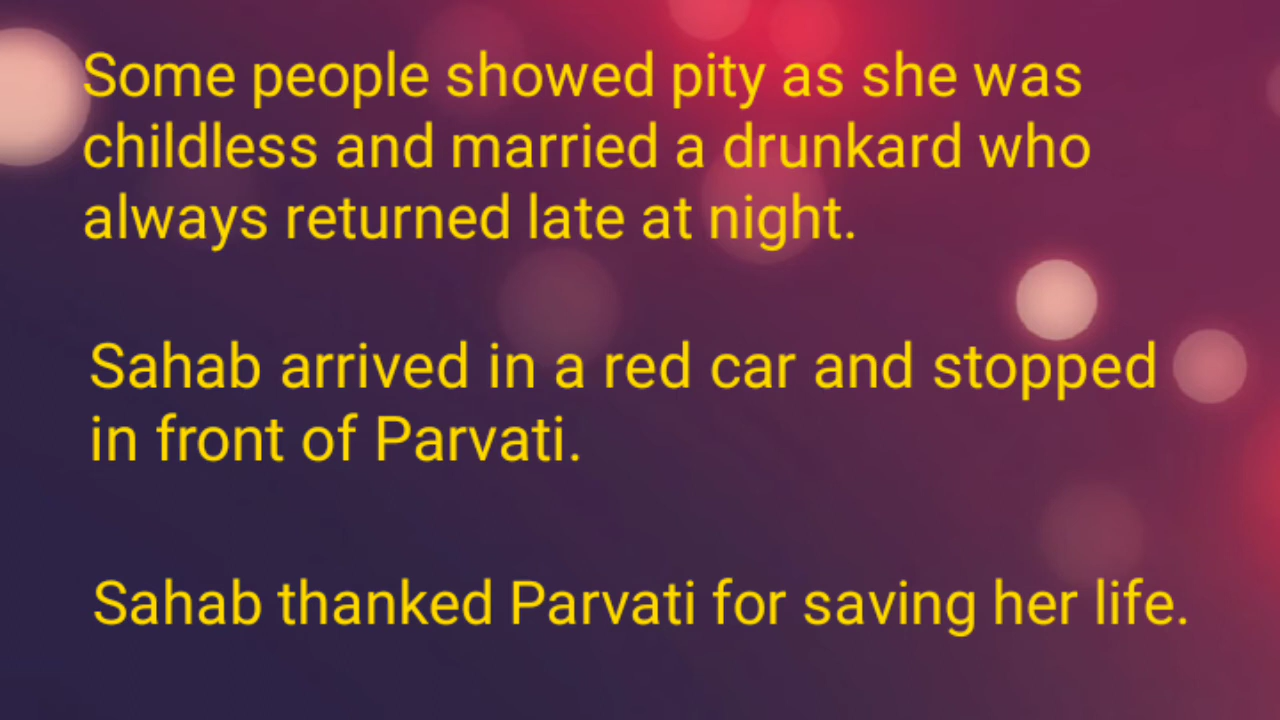 Some people showed pity as she was
childless and married a drunkard who
always returned late at night.
Sahab arrived in a red car and stopped
in front of Parvati.
Sahab thanked Parvati for saving her life.